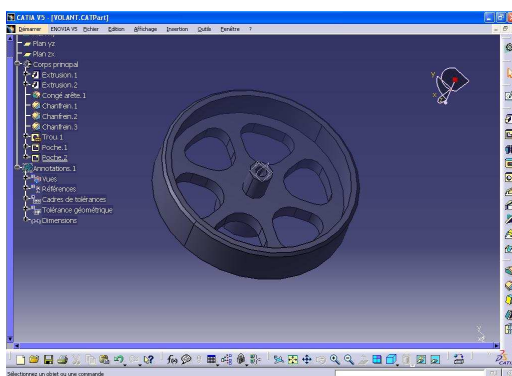 CATIA V5 - [VOLANT.CATPart]
Démarrer ENOVIA V5 Fichier Edition Affichage Insertion Outils Fenêtre ?
Plan yz
Plan zx
Corps principal
Extrusion.1
Extrusion.2
Congé arête.1
Chanfrein.1
Chanfrein.2
Chanfrein.3
Trou.1
Poche.1
Poche.2
Annotations.1
Vues
Références
Cadres de tolérances
Tolérance géométrique
Dimensions
Sélectionnez un objet ou une commande